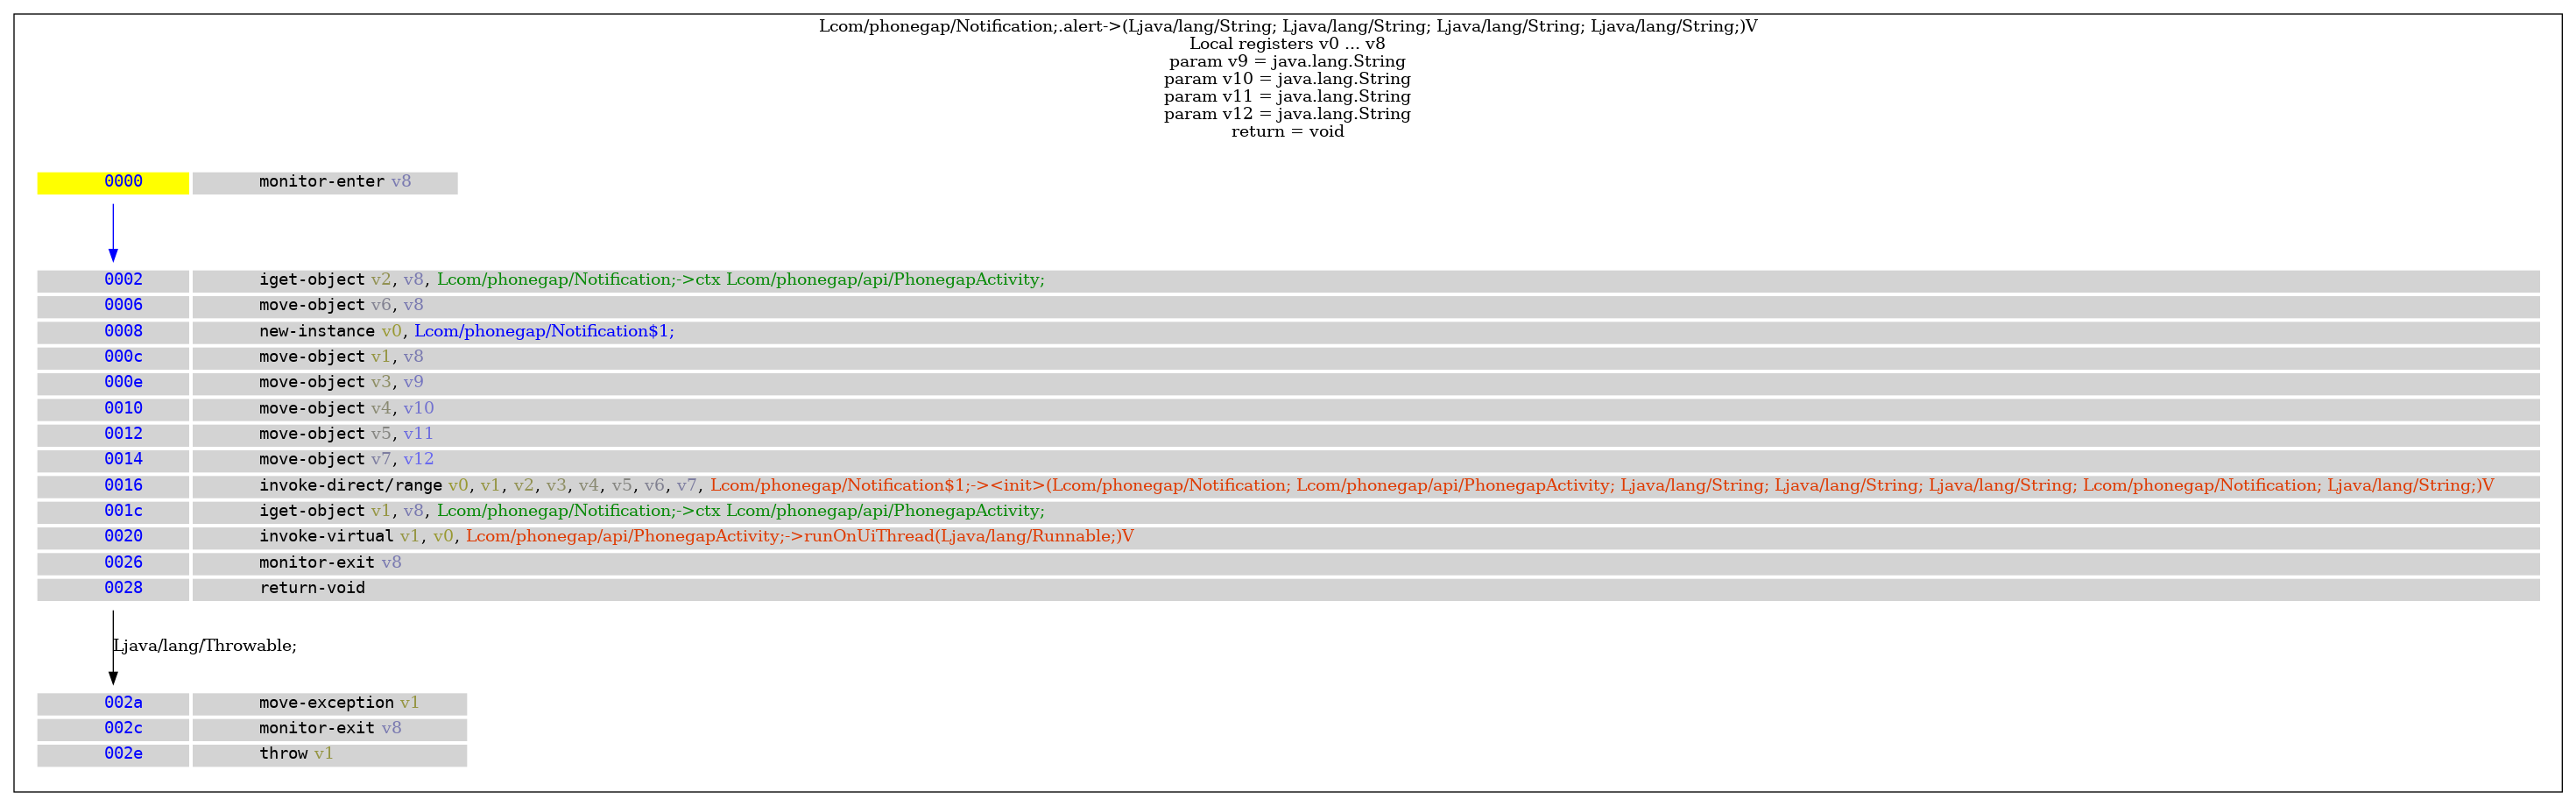 Lcom/phonegap/Notification;.alert->(Ljava/lang/String; Ljava/lang/String; Ljava/lang/String; Ljava/lang/String;)V
Local registers v0 ... v8
param v9 = java.lang.String
param v10 = java.lang.String
param v11 = java.lang.String
param v12 = java.lang.String
return = void
0000 monitor-enter v8
0002 iget-object v2, v8, Lcom/phonegap/Notification;->ctx Lcom/phonegap/api/PhonegapActivity;
0006 move-object v6, v8
0008 new-instance v0, Lcom/phonegap/Notification$1;
000c move-object v1, v8
000e move-object v3, v9
0010 move-object v4, v10
0012 move-object v5, v11
0014 move-object v7, v12
0016 invoke-direct/range v0, v1, v2, v3, v4, v5, v6, v7, Lcom/phonegap/Notification$1;-><init>(Lcom/phonegap/Notification; Lcom/phonegap/api/PhonegapActivity; Ljava/lang/String; Ljava/lang/String; Ljava/lang/String; Lcom/phonegap/Notification; Ljava/lang/String;)V
001c iget-object v1, v8, Lcom/phonegap/Notification;->ctx Lcom/phonegap/api/PhonegapActivity;
0020 invoke-virtual v1, v0, Lcom/phonegap/api/PhonegapActivity;->runOnUiThread(Ljava/lang/Runnable;)V
0026 monitor-exit v8
0028 return-void
Ljava/lang/Throwable;
002a move-exception v1
002c monitor-exit v8
002e throw v1